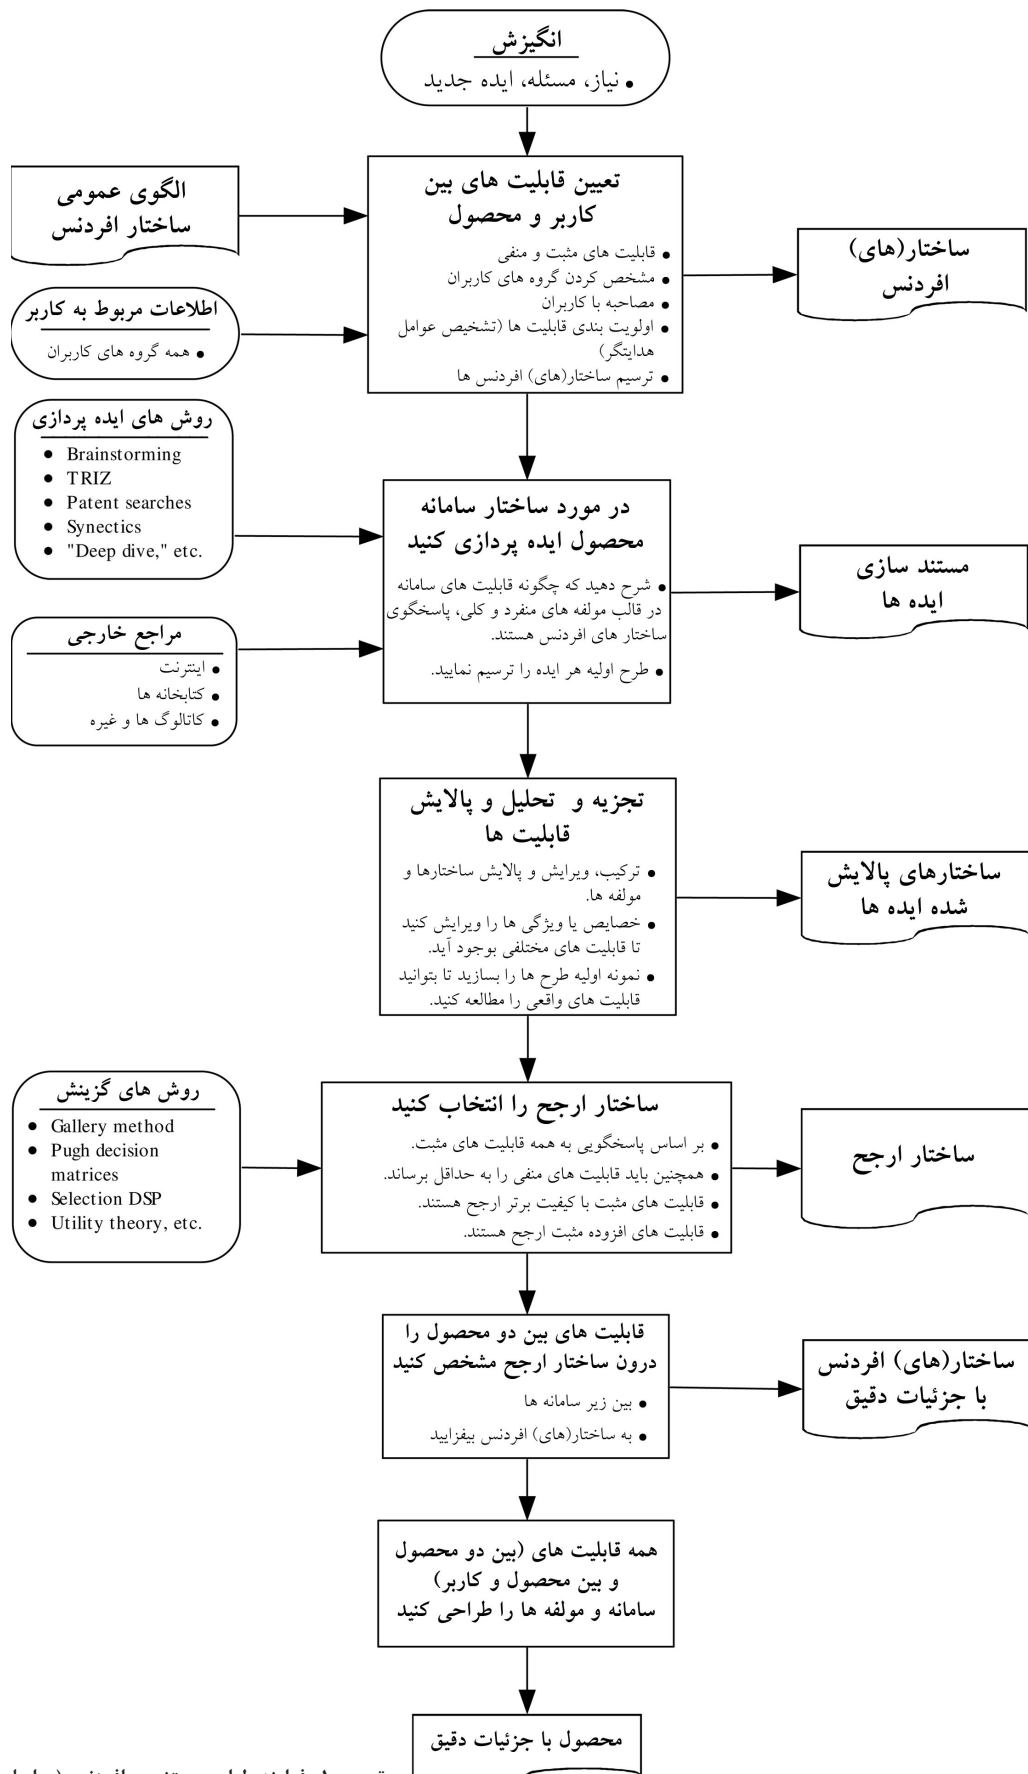 انگیزش
• نیاز، مسئله، ایده جدید
الگوی عمومی
ساختار افردنس
تعیین قابلیت های بین
کاربر و محصول
• قابلیت های مثبت و منفی
• مشخص کردن گروه های کاربران
• مصاحبه با کاربران
• اولویت بندی قابلیت ها (تشخیص عوامل
هدایتگر)
• ترسیم ساختار(های) افردنس ها
ساختار(های)
افردنس
اطلاعات مربوط به کاربر
• همه گروه های کاربران
روش های ایده پردازی
• Brainstorming
• TRIZ
• Patent searches
• Synectics
• "Deep dive," etc.
در مورد ساختار سامانه
محصول ایده پردازی کنید
• شرح دهید که چگونه قابلیت های سامانه
در قالب مولفه های منفرد و کلی، پاسخگوی
ساختار های افردنس هستند.
• طرح اولیه هر ایده را ترسیم نمایید.
مستند سازی
ایده ها
مراجع خارجی
• اینترنت
• کتابخانه ها
• کاتالوگ ها و غیره
تجزیه و تحلیل و پالایش
قابلیت ها
• ترکیب، ویرایش و پالایش ساختارها و
مولفه ها.
• خصایص یا ویژگی ها را ویرایش کنید
تا قابلیت های مختلفی بوجود آید.
• نمونه اولیه طرح ها را بسازید تا بتوانید
قابلیت های واقعی را مطالعه کنید.
ساختارهای پالایش
شده ایده ها
روش های گزینش
• Gallery method
• Pugh decision
matrices
• Selection DSP
• Utility theory, etc.
ساختار ارجح را انتخاب کنید
• بر اساس پاسخگویی به همه قابلیت های مثبت.
• همچنین باید قابلیت های منفی را به حداقل برساند.
• قابلیت های مثبت با کیفیت برتر ارجح هستند.
• قابلیت های افزوده مثبت ارجح هستند.
ساختار ارجح
قابلیت های بین دو محصول را
درون ساختار ارجح مشخص کنید
• بین زیر سامانه ها
• به ساختار(های) افردنس بیفزایید
ساختار(های) افردنس
با جزئیات دقیق
همه قابلیت های (بین دو محصول
و بین محصول و کاربر)
سامانه و مولفه ها را طراحی کنید
محصول با جزئیات دقیق